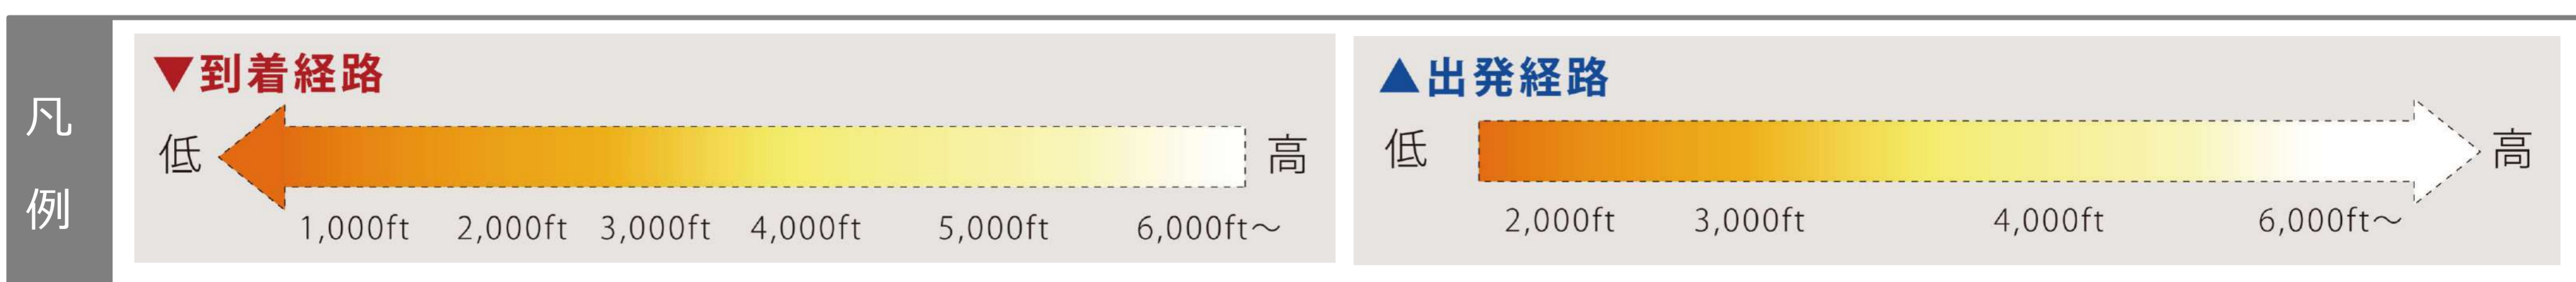 凡例
▼到着経路
低 高
1,000ft 2,000ft 3,000ft 4,000ft 5,000ft 6,000ft～
▲出発経路
低 高
2,000ft 3,000ft 4,000ft 6,000ft～